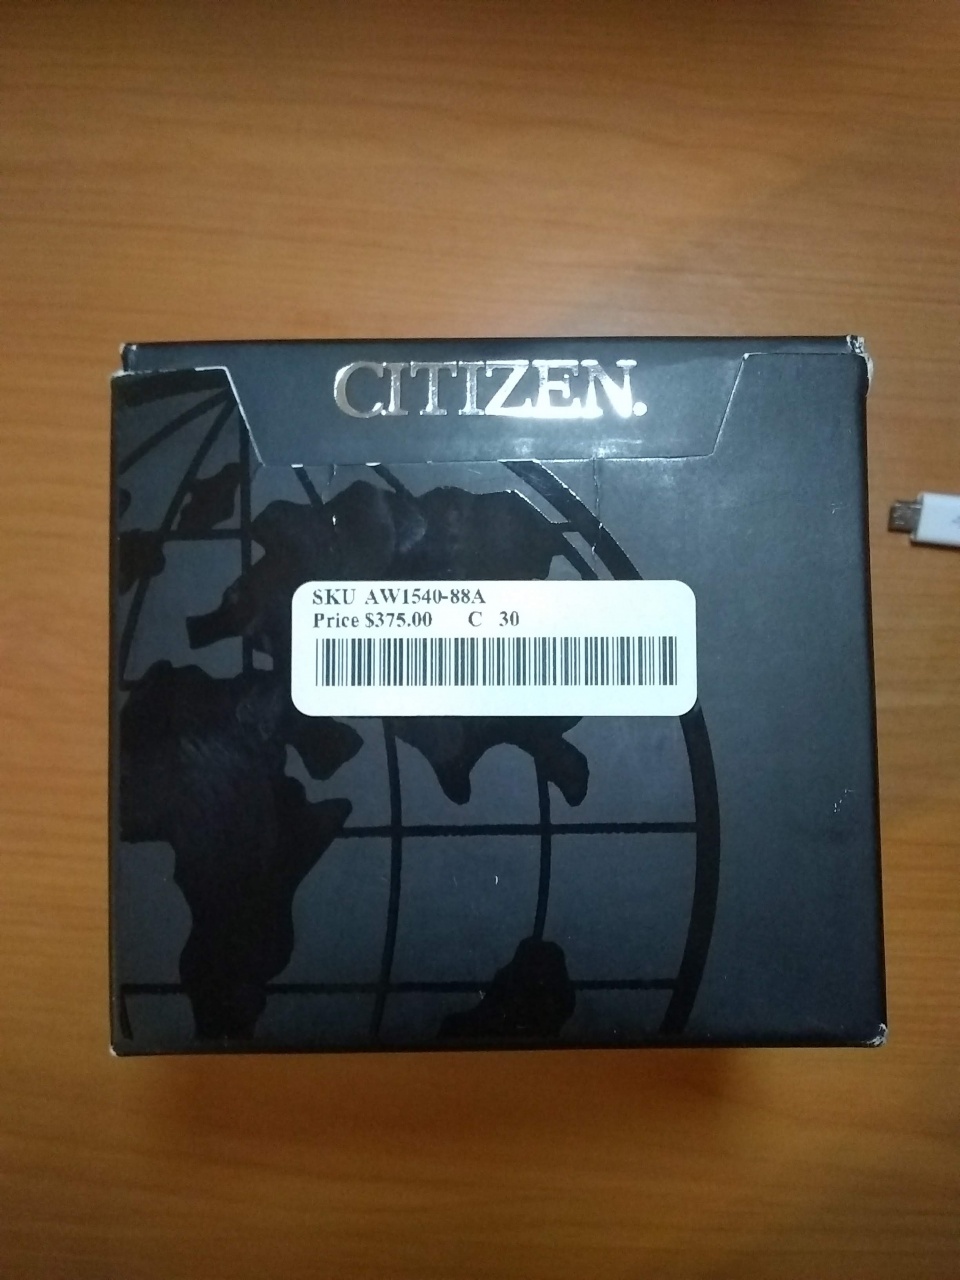 CITIZEN.
SKU AW1540-88A
Price $375.00 C 30